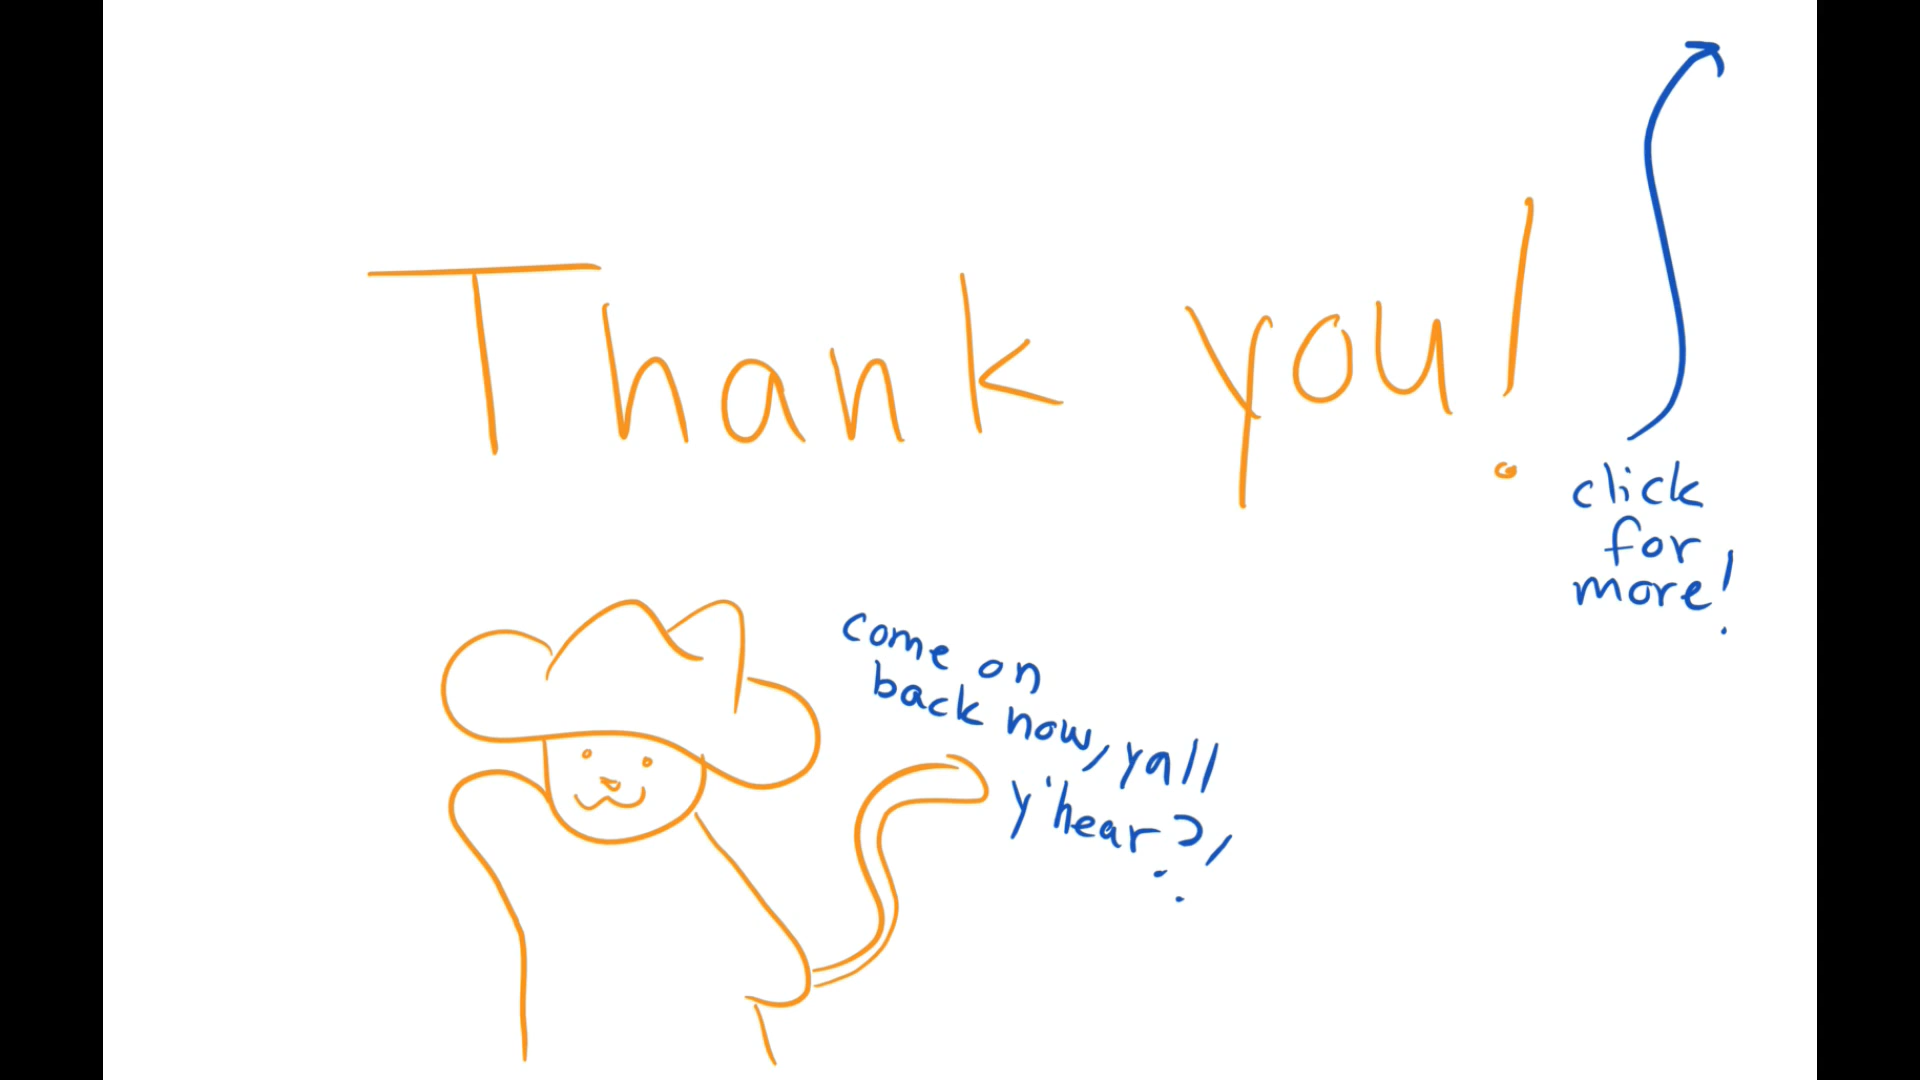 Thank you!
click
for
more!
come on
back now, yall
y'hear?!